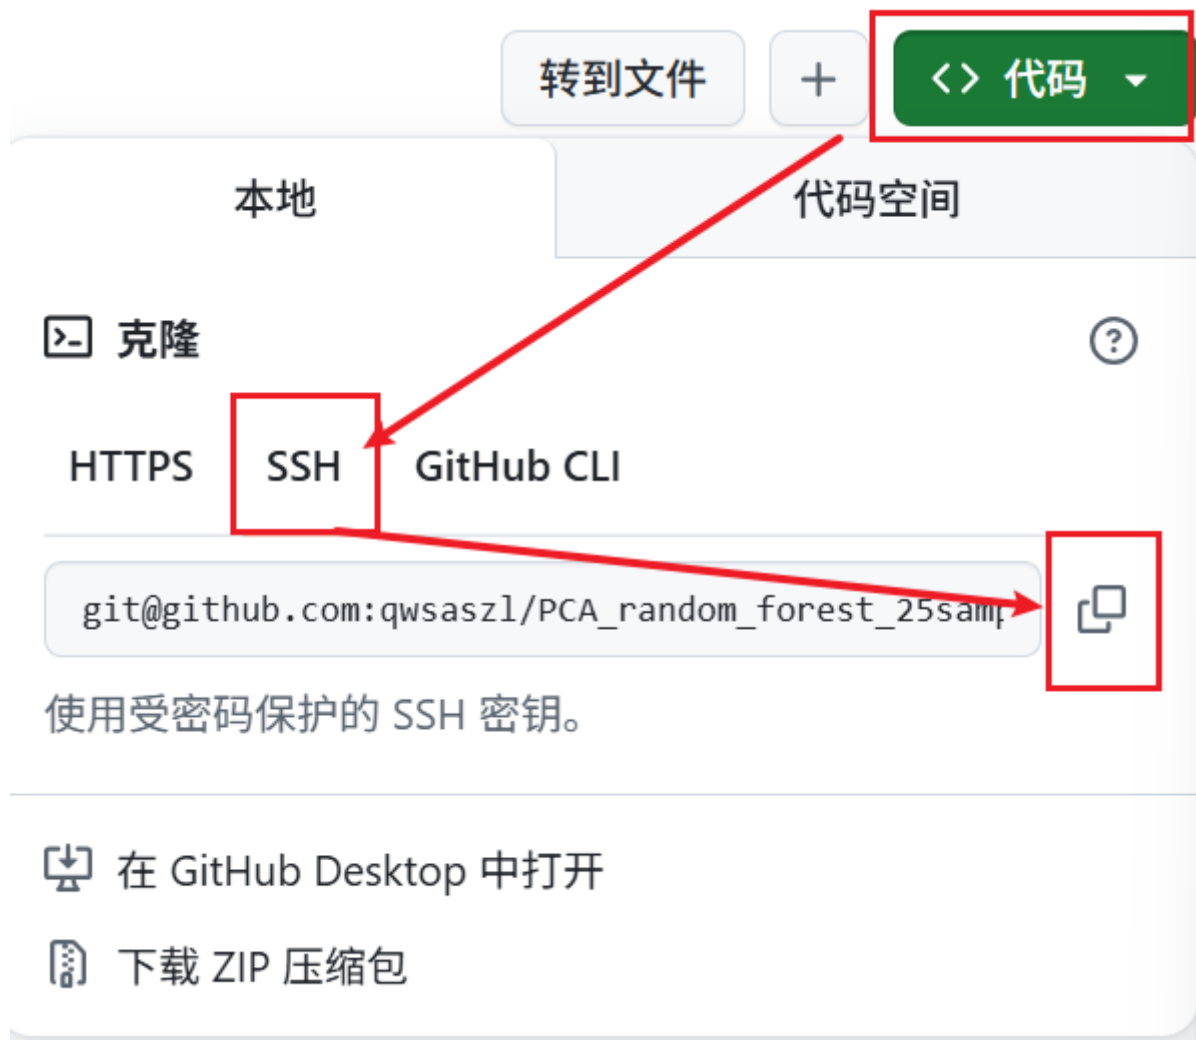 转到文件
代码
本地
代码空间
克隆
HTTPS
SSH
GitHub CLI
git@github.com:qwsaszl/PCA_random_forest_25samp
使用受密码保护的 SSH 密钥。
在 GitHub Desktop 中打开
下载 ZIP 压缩包